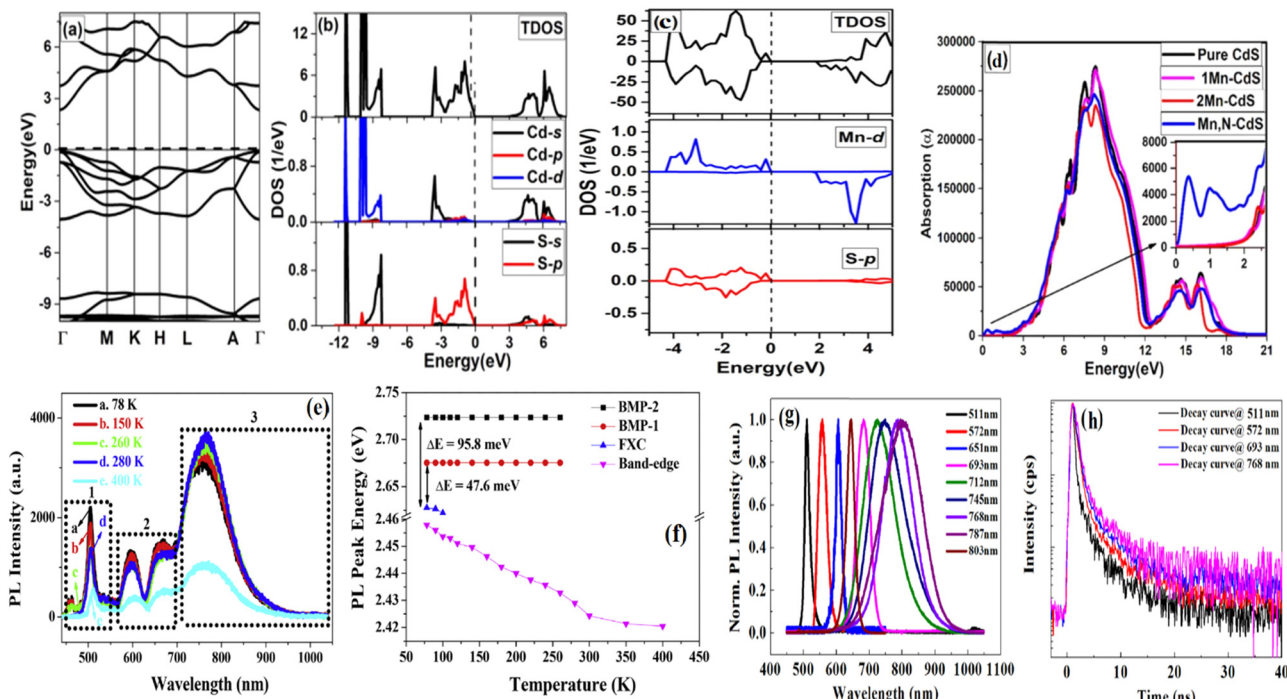 (a)
Energy(eV)
6
3
0
-3
-6
-9
Γ M K H L A Γ
(b)
TDOS
DOS (1/eV)
8
4
0
1.2
0.8
0.4
0.0
Cd-s
Cd-p
Cd-d
0.8
0.4
0.0
S-s
S-p
-12 -9 -6 -3 0 3 6
Energy(eV)
(c)
TDOS
DOS (1/eV)
50
25
0
-25
-50
Mn-d
1.0
0.5
0.0
-0.5
-1.0
S-p
0.5
0.0
-0.5
-4 -2 0 2 4
Energy(eV)
(d)
Absorption (α)
300000
250000
200000
150000
100000
50000
0
Pure CdS
1Mn-CdS
2Mn-CdS
Mn,N-CdS
8000
6000
4000
2000
0
0 1 2
0 3 6 9 12 15 18 21
Energy(eV)
(e)
PL Intensity (a.u.)
4000
2000
0
a. 78 K
b. 150 K
c. 260 K
d. 280 K
e. 400 K
1
2
3
a
b
c
d
e
450 600 750 900 1050
Wavelength (nm)
(f)
PL Peak Energy (eV)
2.75
2.70
2.65
2.46
2.45
2.44
2.43
2.42
BMP-2
BMP-1
FXC
Band-edge
ΔE = 95.8 meV
ΔE = 47.6 meV
50 100 150 200 250 300 350 400 450
Temperature (K)
(g)
Norm. PL Intensity (a.u.)
1.0
0.8
0.6
0.4
0.2
0.0
511nm
572nm
651nm
693nm
712nm
745nm
768nm
787nm
803nm
400 500 600 700 800 900 1000 1100
Wavelength (nm)
(h)
Intensity (cps)
Decay curve@ 511nm
Decay curve@ 572 nm
Decay curve@ 693 nm
Decay curve@ 768 nm
0 10 20 30 40
Time (ns)